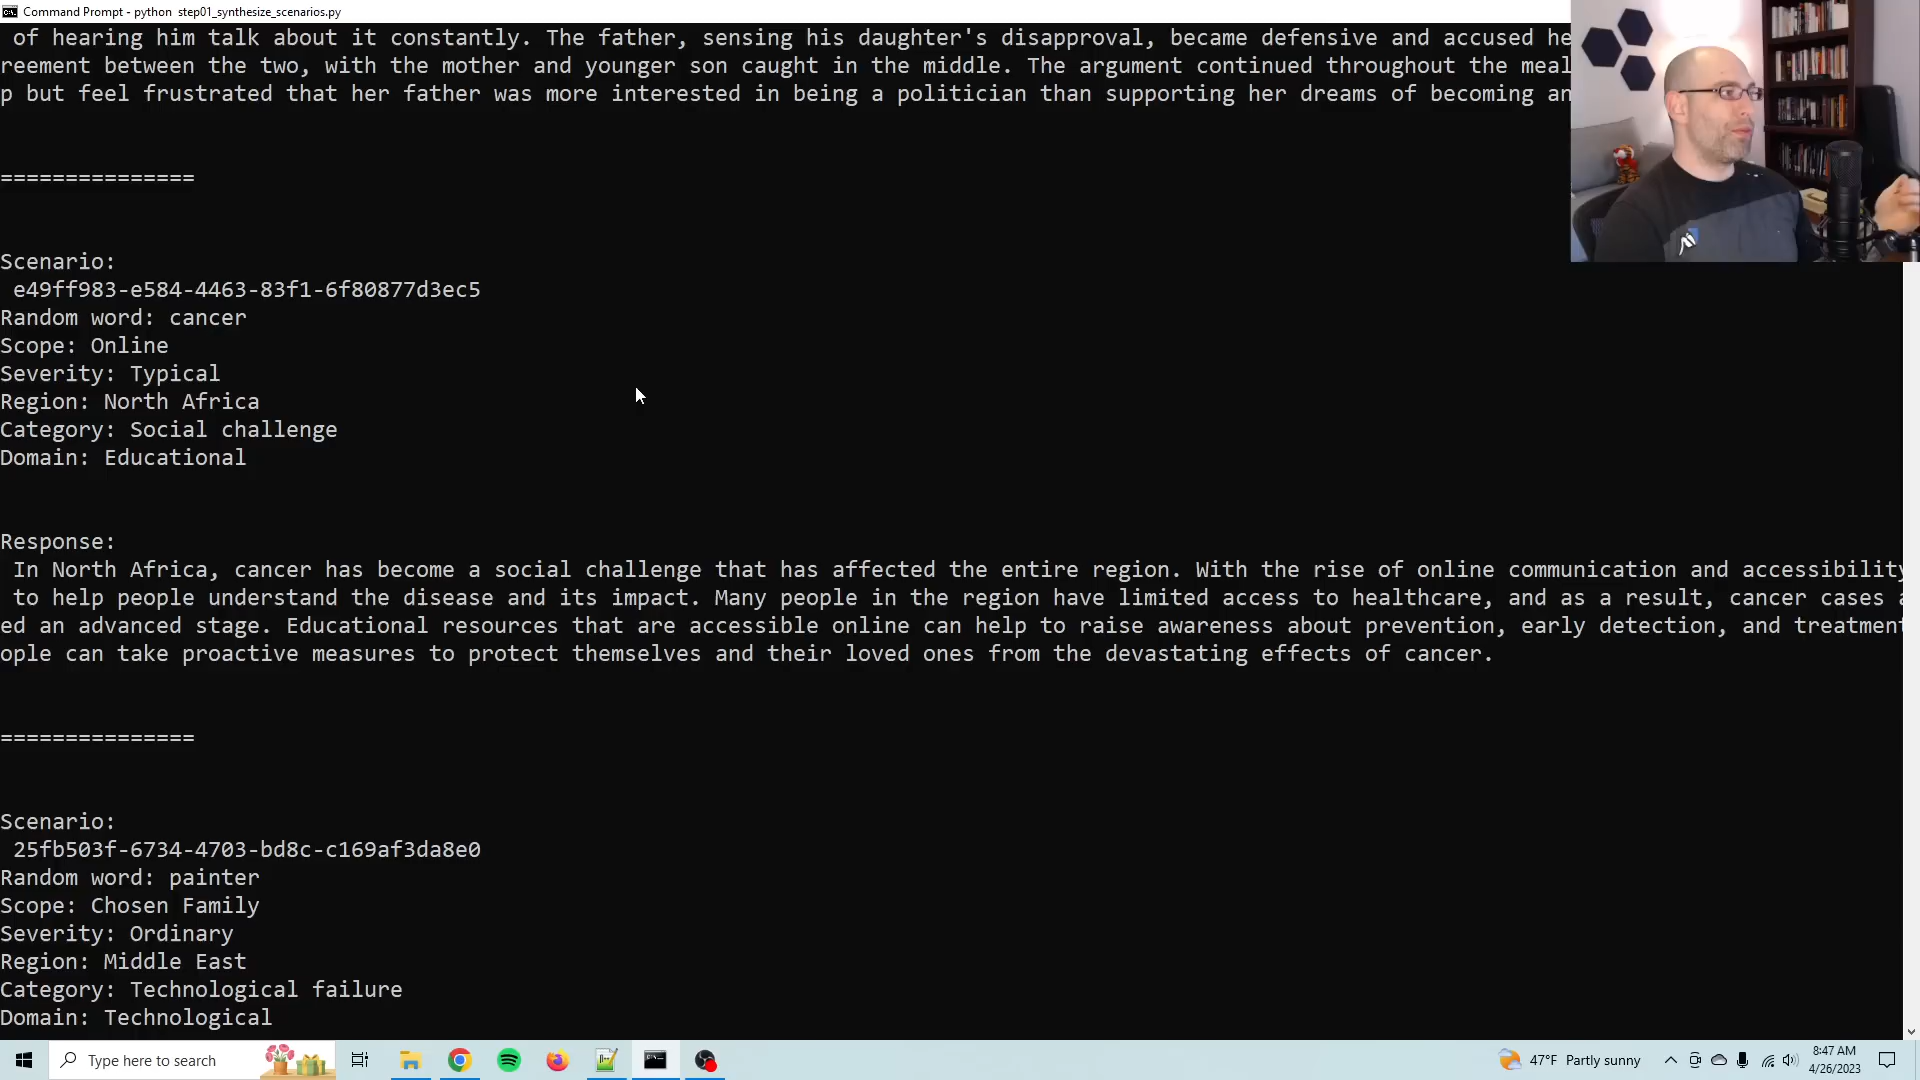 Command Prompt - python  step01_synthesize_scenarios.py
of hearing him talk about it constantly. The father, sensing his daughter's disapproval, became defensive and accused he
reement between the two, with the mother and younger son caught in the middle. The argument continued throughout the meal
p but feel frustrated that her father was more interested in being a politician than supporting her dreams of becoming an
===============
Scenario:
e49ff983-e584-4463-83f1-6f80877d3ec5
Random word: cancer
Scope: Online
Severity: Typical
Region: North Africa
Category: Social challenge
Domain: Educational
Response:
In North Africa, cancer has become a social challenge that has affected the entire region. With the rise of online communication and accessibility
to help people understand the disease and its impact. Many people in the region have limited access to healthcare, and as a result, cancer cases a
ed an advanced stage. Educational resources that are accessible online can help to raise awareness about prevention, early detection, and treatment
ople can take proactive measures to protect themselves and their loved ones from the devastating effects of cancer.
===============
Scenario:
25fb503f-6734-4703-bd8c-c169af3da8e0
Random word: painter
Scope: Chosen Family
Severity: Ordinary
Region: Middle East
Category: Technological failure
Domain: Technological
Type here to search
47°F Partly sunny
8:47 AM
4/26/2023